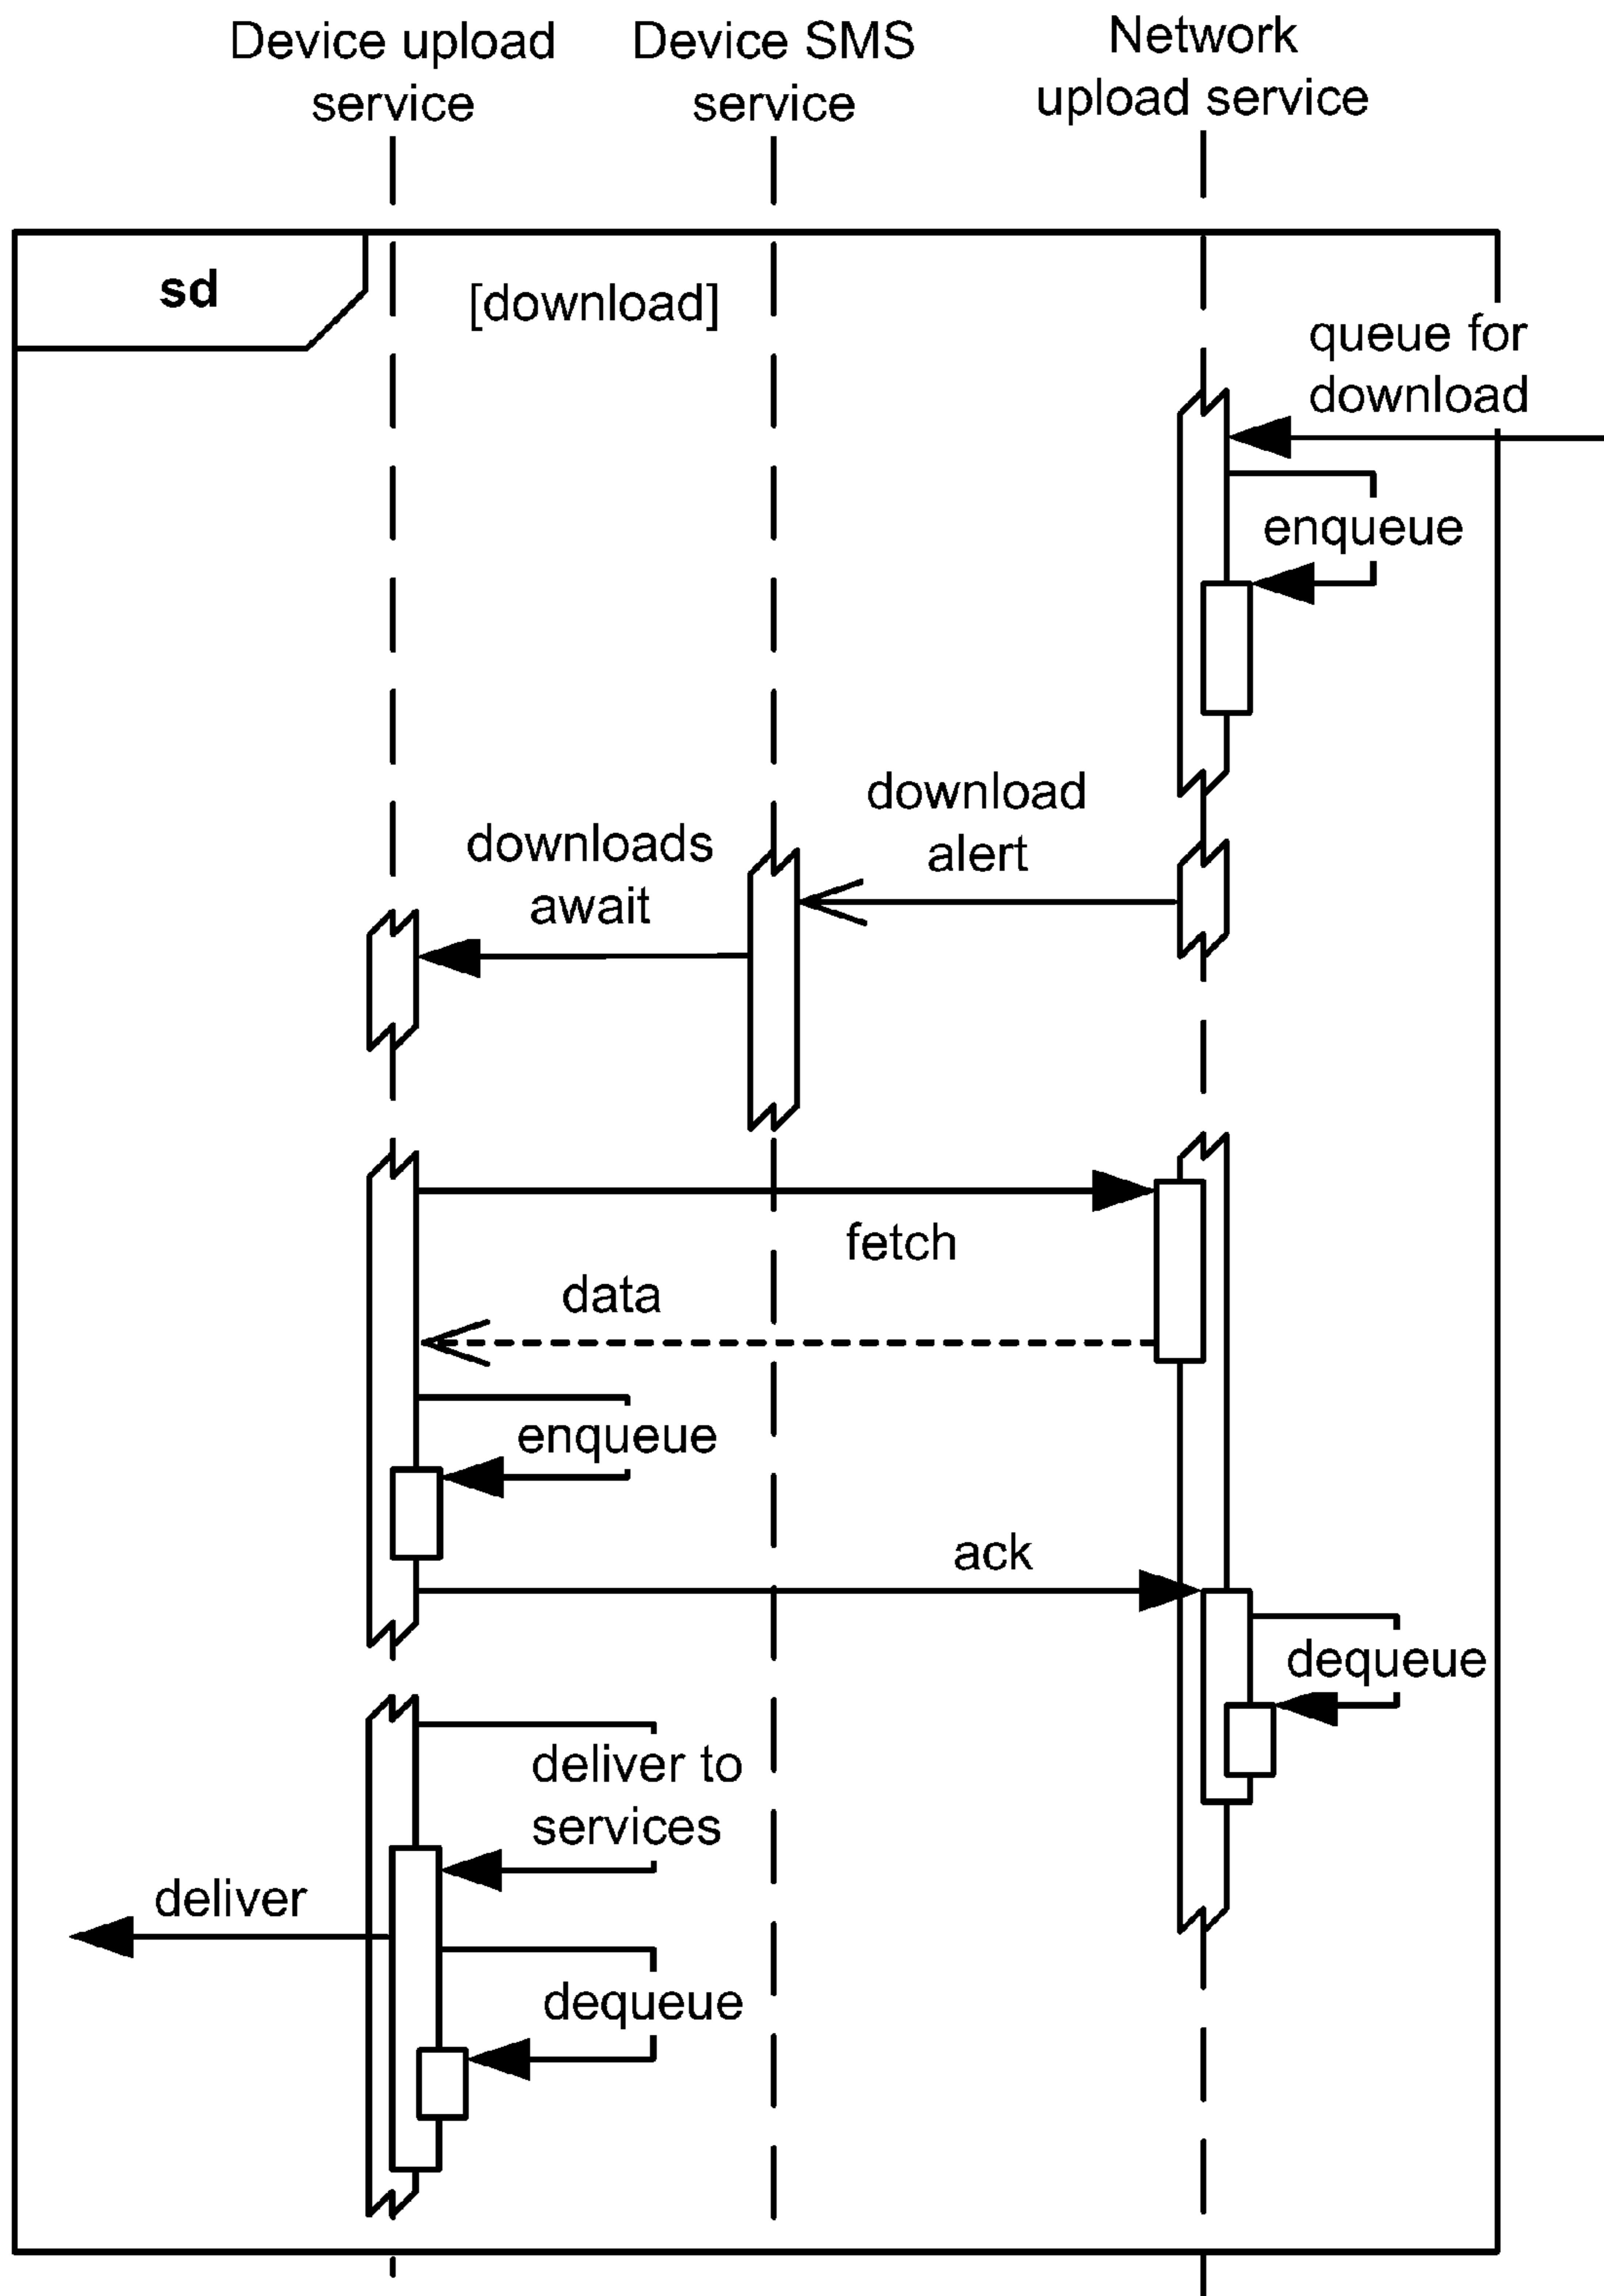 Device upload
service
Device SMS
service
Network
upload service
sd
[download]
queue for
download
enqueue
download
alert
downloads
await
fetch
data
enqueue
ack
dequeue
deliver to
services
deliver
dequeue